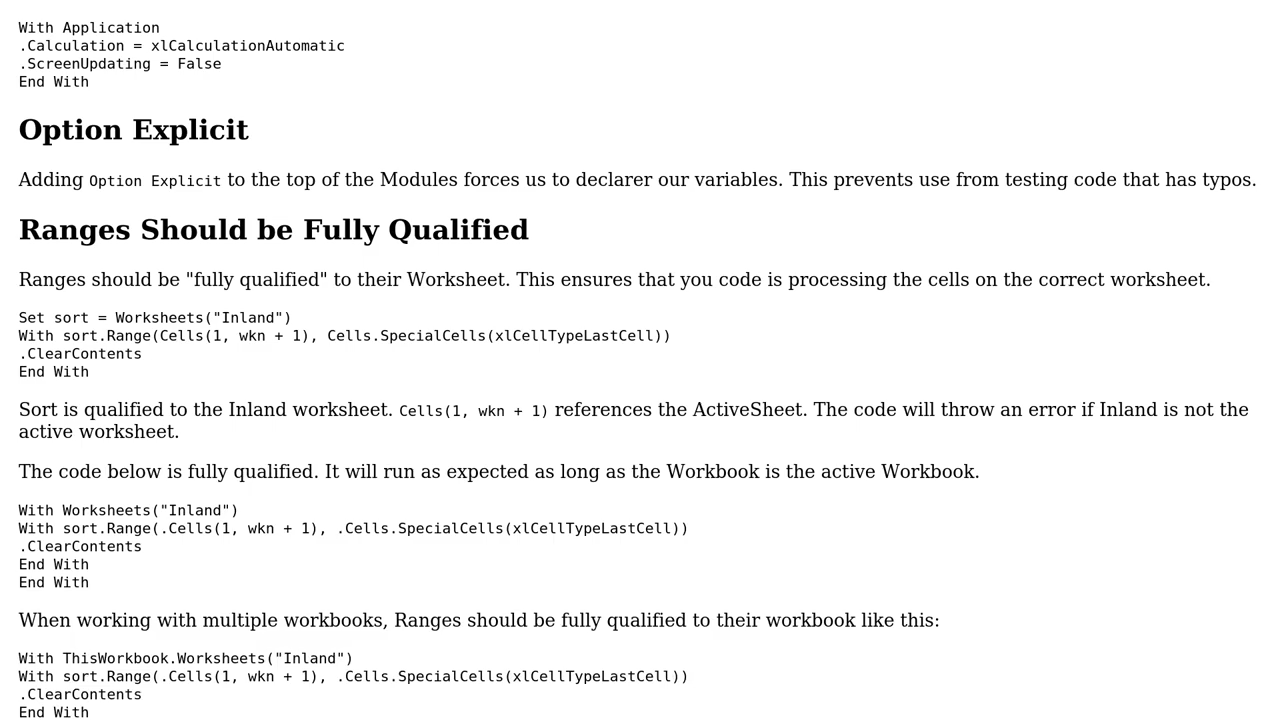 With Application
.Calculation = xlCalculationAutomatic
.ScreenUpdating = False
End With
Option Explicit
Adding Option Explicit to the top of the Modules forces us to declarer our variables. This prevents use from testing code that has typos.
Ranges Should be Fully Qualified
Ranges should be "fully qualified" to their Worksheet. This ensures that you code is processing the cells on the correct worksheet.
Set sort = Worksheets("Inland")
With sort.Range(Cells(1, wkn + 1), Cells.SpecialCells(xlCellTypeLastCell))
.ClearContents
End With
Sort is qualified to the Inland worksheet. Cells(1, wkn + 1) references the ActiveSheet. The code will throw an error if Inland is not the
active worksheet.
The code below is fully qualified. It will run as expected as long as the Workbook is the active Workbook.
With Worksheets("Inland")
With sort.Range(.Cells(1, wkn + 1), .Cells.SpecialCells(xlCellTypeLastCell))
.ClearContents
End With
End With
When working with multiple workbooks, Ranges should be fully qualified to their workbook like this:
With ThisWorkbook.Worksheets("Inland")
With sort.Range(.Cells(1, wkn + 1), .Cells.SpecialCells(xlCellTypeLastCell))
.ClearContents
End With